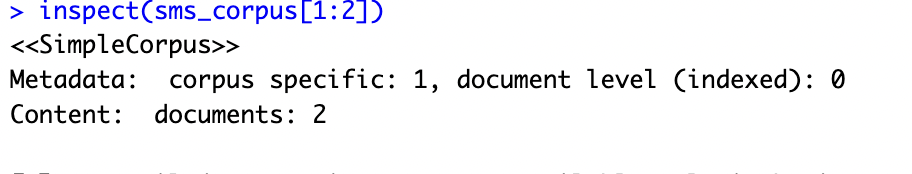 > inspect(sms_corpus[1:2])
<<SimpleCorpus>>
Metadata:  corpus specific: 1, document level (indexed): 0
Content:  documents: 2